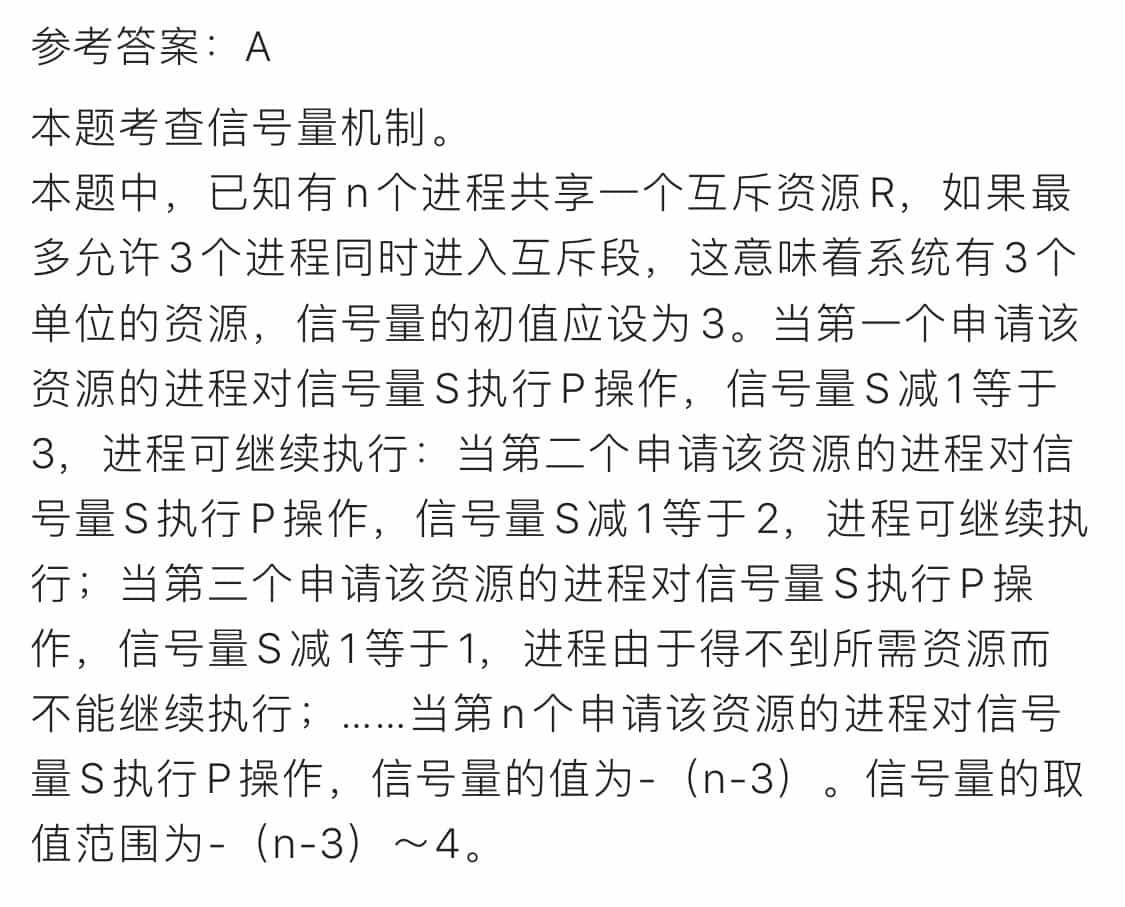 参考答案：A
本题考查信号量机制。
本题中，已知有n个进程共享一个互斥资源R，如果最
多允许3个进程同时进入互斥段，这意味着系统有3个
单位的资源，信号量的初值应设为3。当第一个申请该
资源的进程对信号量S执行P操作，信号量S减1等于
3，进程可继续执行：当第二个申请该资源的进程对信
号量S执行P操作，信号量S减1等于2，进程可继续执
行；当第三个申请该资源的进程对信号量S执行P操
作，信号量S减1等于1，进程由于得不到所需资源而
不能继续执行；……当第n个申请该资源的进程对信号
量S执行P操作，信号量的值为-（n-3）。信号量的取
值范围为-（n-3）～4。